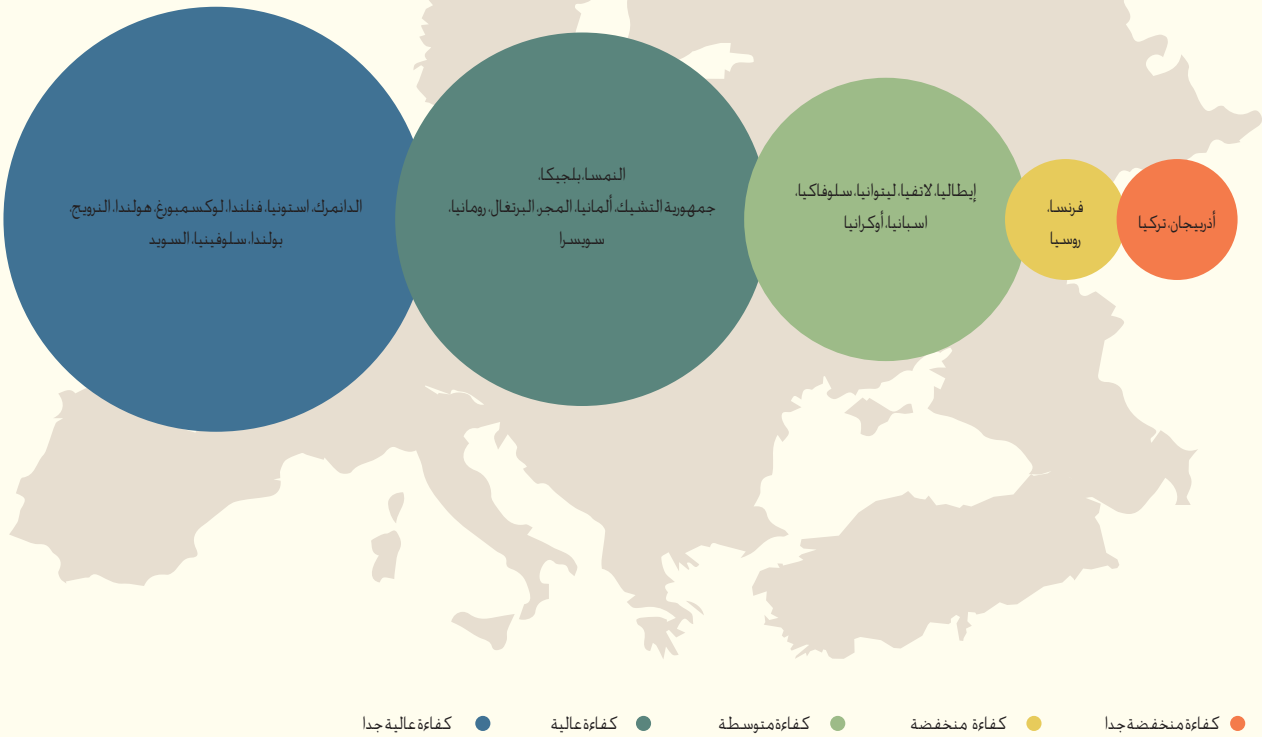 أذربيجان، تركيا
فرنسا،
روسيا
إيطاليا، لاتفيا، ليتوانيا، سلوفاكيا،
اسبانيا، أوكرانيا
النمسا، بلجيكا،
جمهورية التشيك، ألمانيا، المجر، البرتغال، رومانيا،
سويسرا
الدانمرك، استونيا، فنلندا، لوكسمبورغ، هولندا، النرويج،
بولندا، سلوفينيا، السويد
كفاءة منخفضة جدا
كفاءة منخفضة
كفاءة متوسطة
كفاءة عالية
كفاءة عالية جدا